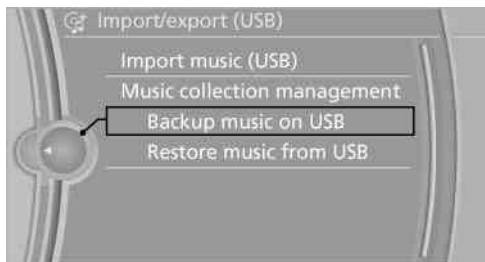 Import/export (USB)
Import music (USB)
Music collection management
Backup music on USB
Restore music from USB